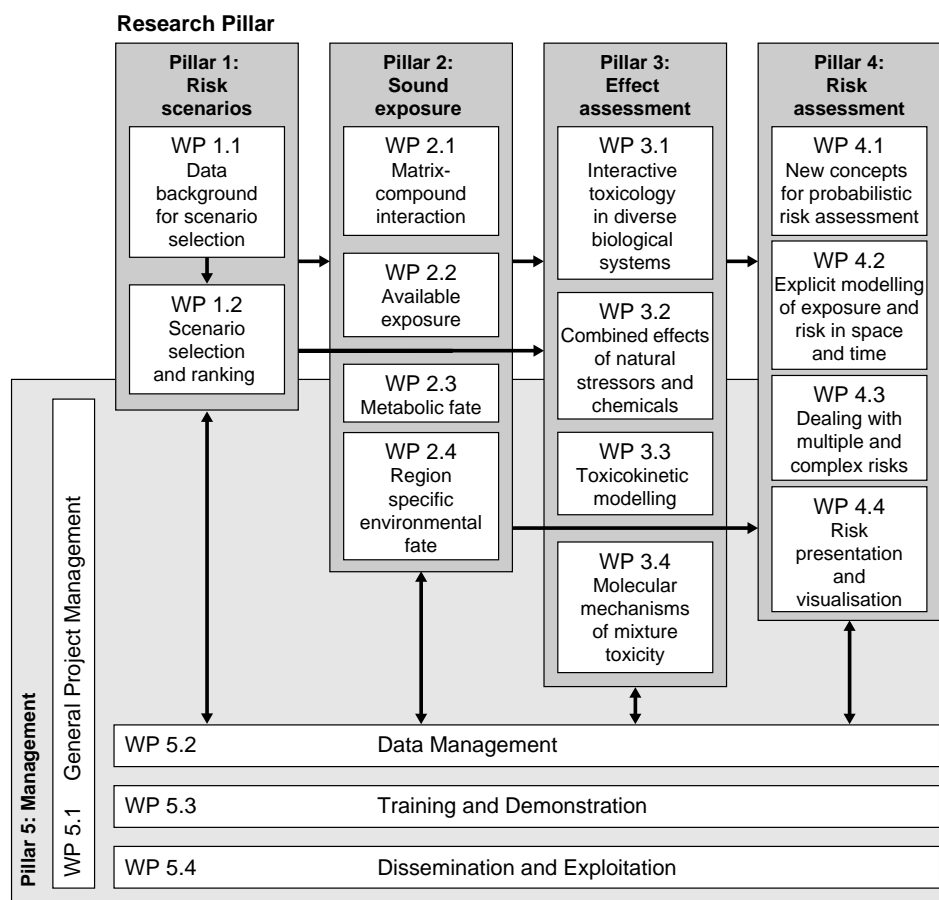 Research Pillar
Pillar 1:
Risk
scenarios
WP 1.1
Data
background
for scenario
selection
WP 1.2
Scenario
selection
and ranking
Pillar 2:
Sound
exposure
WP 2.1
Matrix-
compound
interaction
WP 2.2
Available
exposure
WP 2.3
Metabolic fate
WP 2.4
Region
specific
environmental
fate
Pillar 3:
Effect
assessment
WP 3.1
Interactive
toxicology
in diverse
biological
systems
WP 3.2
Combined effects
of natural
stressors and
chemicals
WP 3.3
Toxicokinetic
modelling
WP 3.4
Molecular
mechanisms
of mixture
toxicity
Pillar 4:
Risk
assessment
WP 4.1
New concepts
for probabilistic
risk assessment
WP 4.2
Explicit modelling
of exposure and
risk in space
and time
WP 4.3
Dealing with
multiple and
complex risks
WP 4.4
Risk
presentation
and
visualisation
Pillar 5: Management
WP 5.1 General Project Management
WP 5.2 Data Management
WP 5.3 Training and Demonstration
WP 5.4 Dissemination and Exploitation